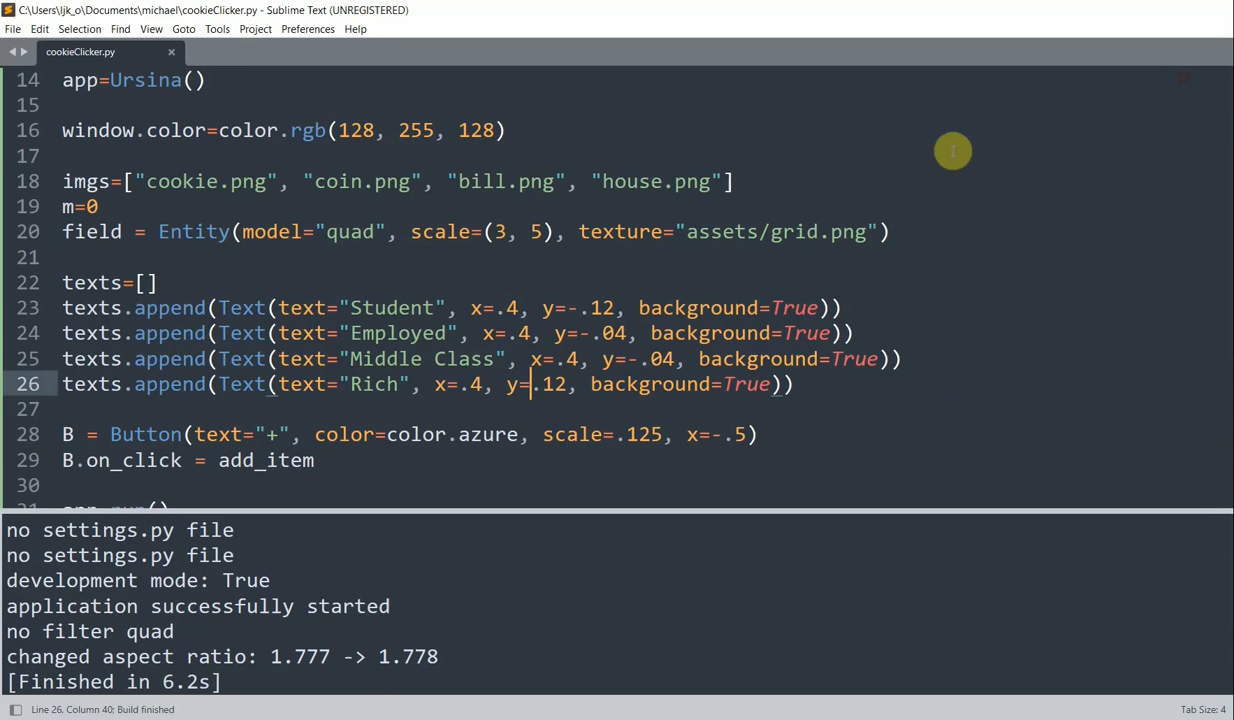 C:\Users\ljk_o\Documents\michael\cookieClicker.py - Sublime Text (UNREGISTERED)
File Edit Selection Find View Goto Tools Project Preferences Help
cookieClicker.py
14 app=Ursina()
15
16 window.color=color.rgb(128, 255, 128)
17
18 imgs=["cookie.png", "coin.png", "bill.png", "house.png"]
19 m=0
20 field = Entity(model="quad", scale=(3, 5), texture="assets/grid.png")
21
22 texts=[]
23 texts.append(Text(text="Student", x=.4, y=-.12, background=True))
24 texts.append(Text(text="Employed", x=.4, y=-.04, background=True))
25 texts.append(Text(text="Middle Class", x=.4, y=-.04, background=True))
26 texts.append(Text(text="Rich", x=.4, y=.12, background=True))
27
28 B = Button(text="+", color=color.azure, scale=.125, x=-.5)
29 B.on_click = add_item
30
31 app.run()
no settings.py file
no settings.py file
development mode: True
application successfully started
no filter quad
changed aspect ratio: 1.777 -> 1.778
[Finished in 6.2s]
Line 26, Column 40; Build finished
Tab Size: 4